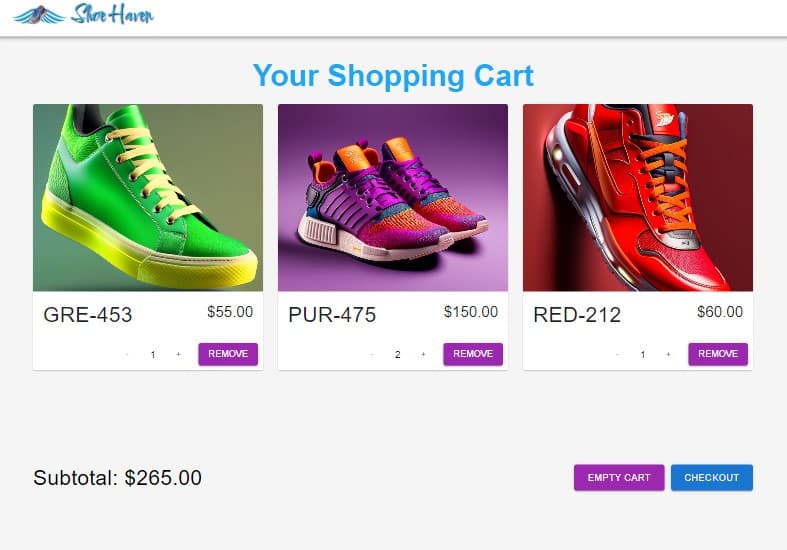 Shoe Haven
Your Shopping Cart
GRE-453 $55.00
- 1 + REMOVE
PUR-475 $150.00
- 2 + REMOVE
RED-212 $60.00
- 1 + REMOVE
Subtotal: $265.00
EMPTY CART
CHECKOUT